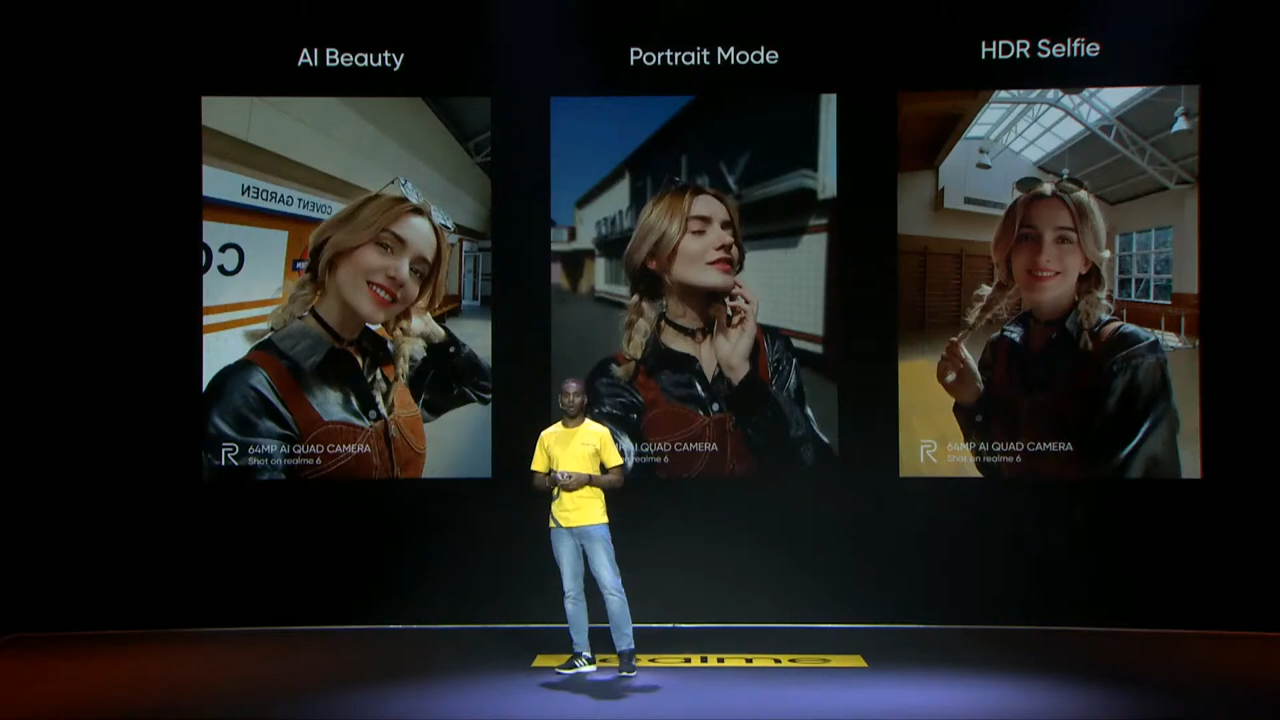 AI Beauty
Portrait Mode
HDR Selfie
COVENT GARDEN
CO
64MP AI QUAD CAMERA
Shot on realme 6
AI QUAD CAMERA
realme 6
64MP AI QUAD CAMERA
Shot on realme 6
realme